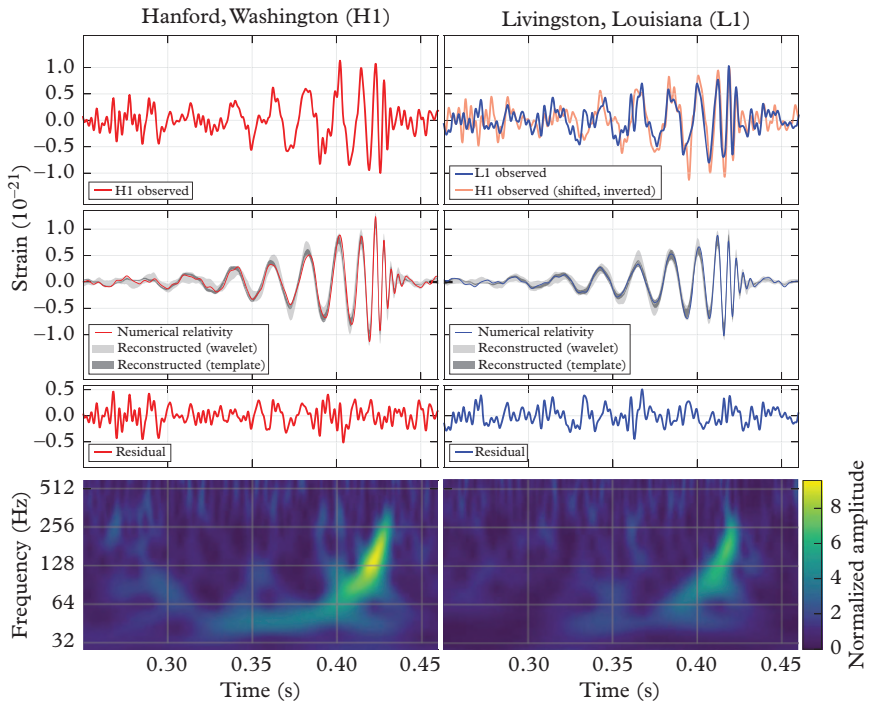 Hanford, Washington (H1)
Livingston, Louisiana (L1)
1.0
0.5
0.0
−0.5
−1.0
H1 observed
L1 observed
H1 observed (shifted, inverted)
Strain (10−21)
1.0
0.5
0.0
−0.5
−1.0
Numerical relativity
Reconstructed (wavelet)
Reconstructed (template)
Numerical relativity
Reconstructed (wavelet)
Reconstructed (template)
0.5
0.0
−0.5
Residual
Residual
Frequency (Hz)
512
256
128
64
32
8
6
4
2
0
Normalized amplitude
0.30
0.35
0.40
0.45
0.30
0.35
0.40
0.45
Time (s)
Time (s)